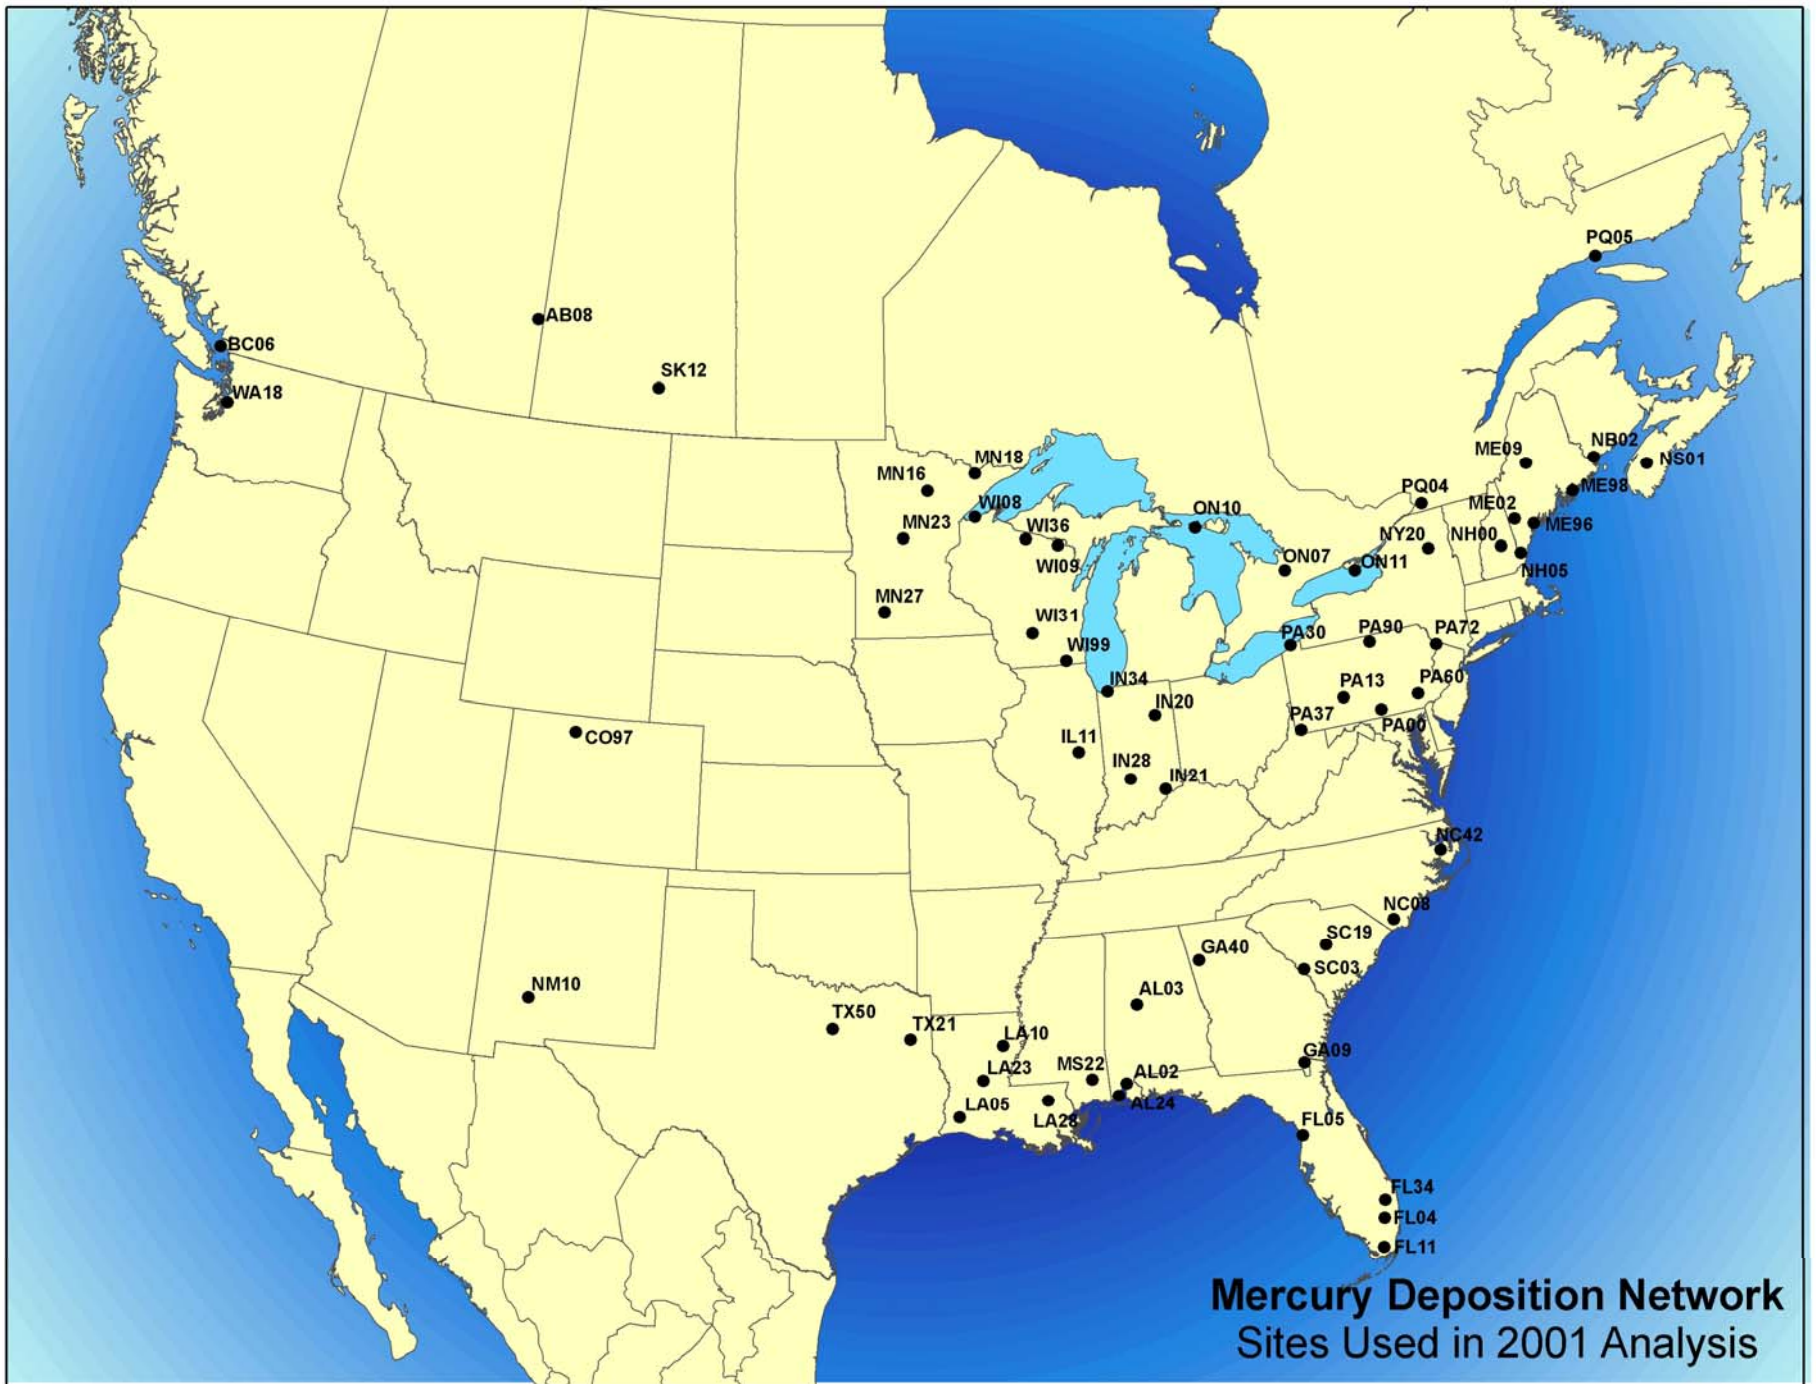 PQ05
AB08
BC06
SK12
WA18
MN18
MN16
ME09
NB02
NS01
PQ04
ME98
WI08
ON10
ME02
MN23
WI36
NY20
NH00
ME96
WI09
ON07
ON11
NH05
MN27
WI31
WI99
PA30
PA90
PA72
IN34
IN20
PA13
PA60
PA37
PA00
CO97
IL11
IN28
IN21
NC42
NC08
SC19
GA40
SC03
NM10
AL03
TX50
TX21
LA10
GA09
LA23
MS22
AL02
LA05
AL24
LA28
FL05
FL34
FL04
FL11
Mercury Deposition Network
Sites Used in 2001 Analysis